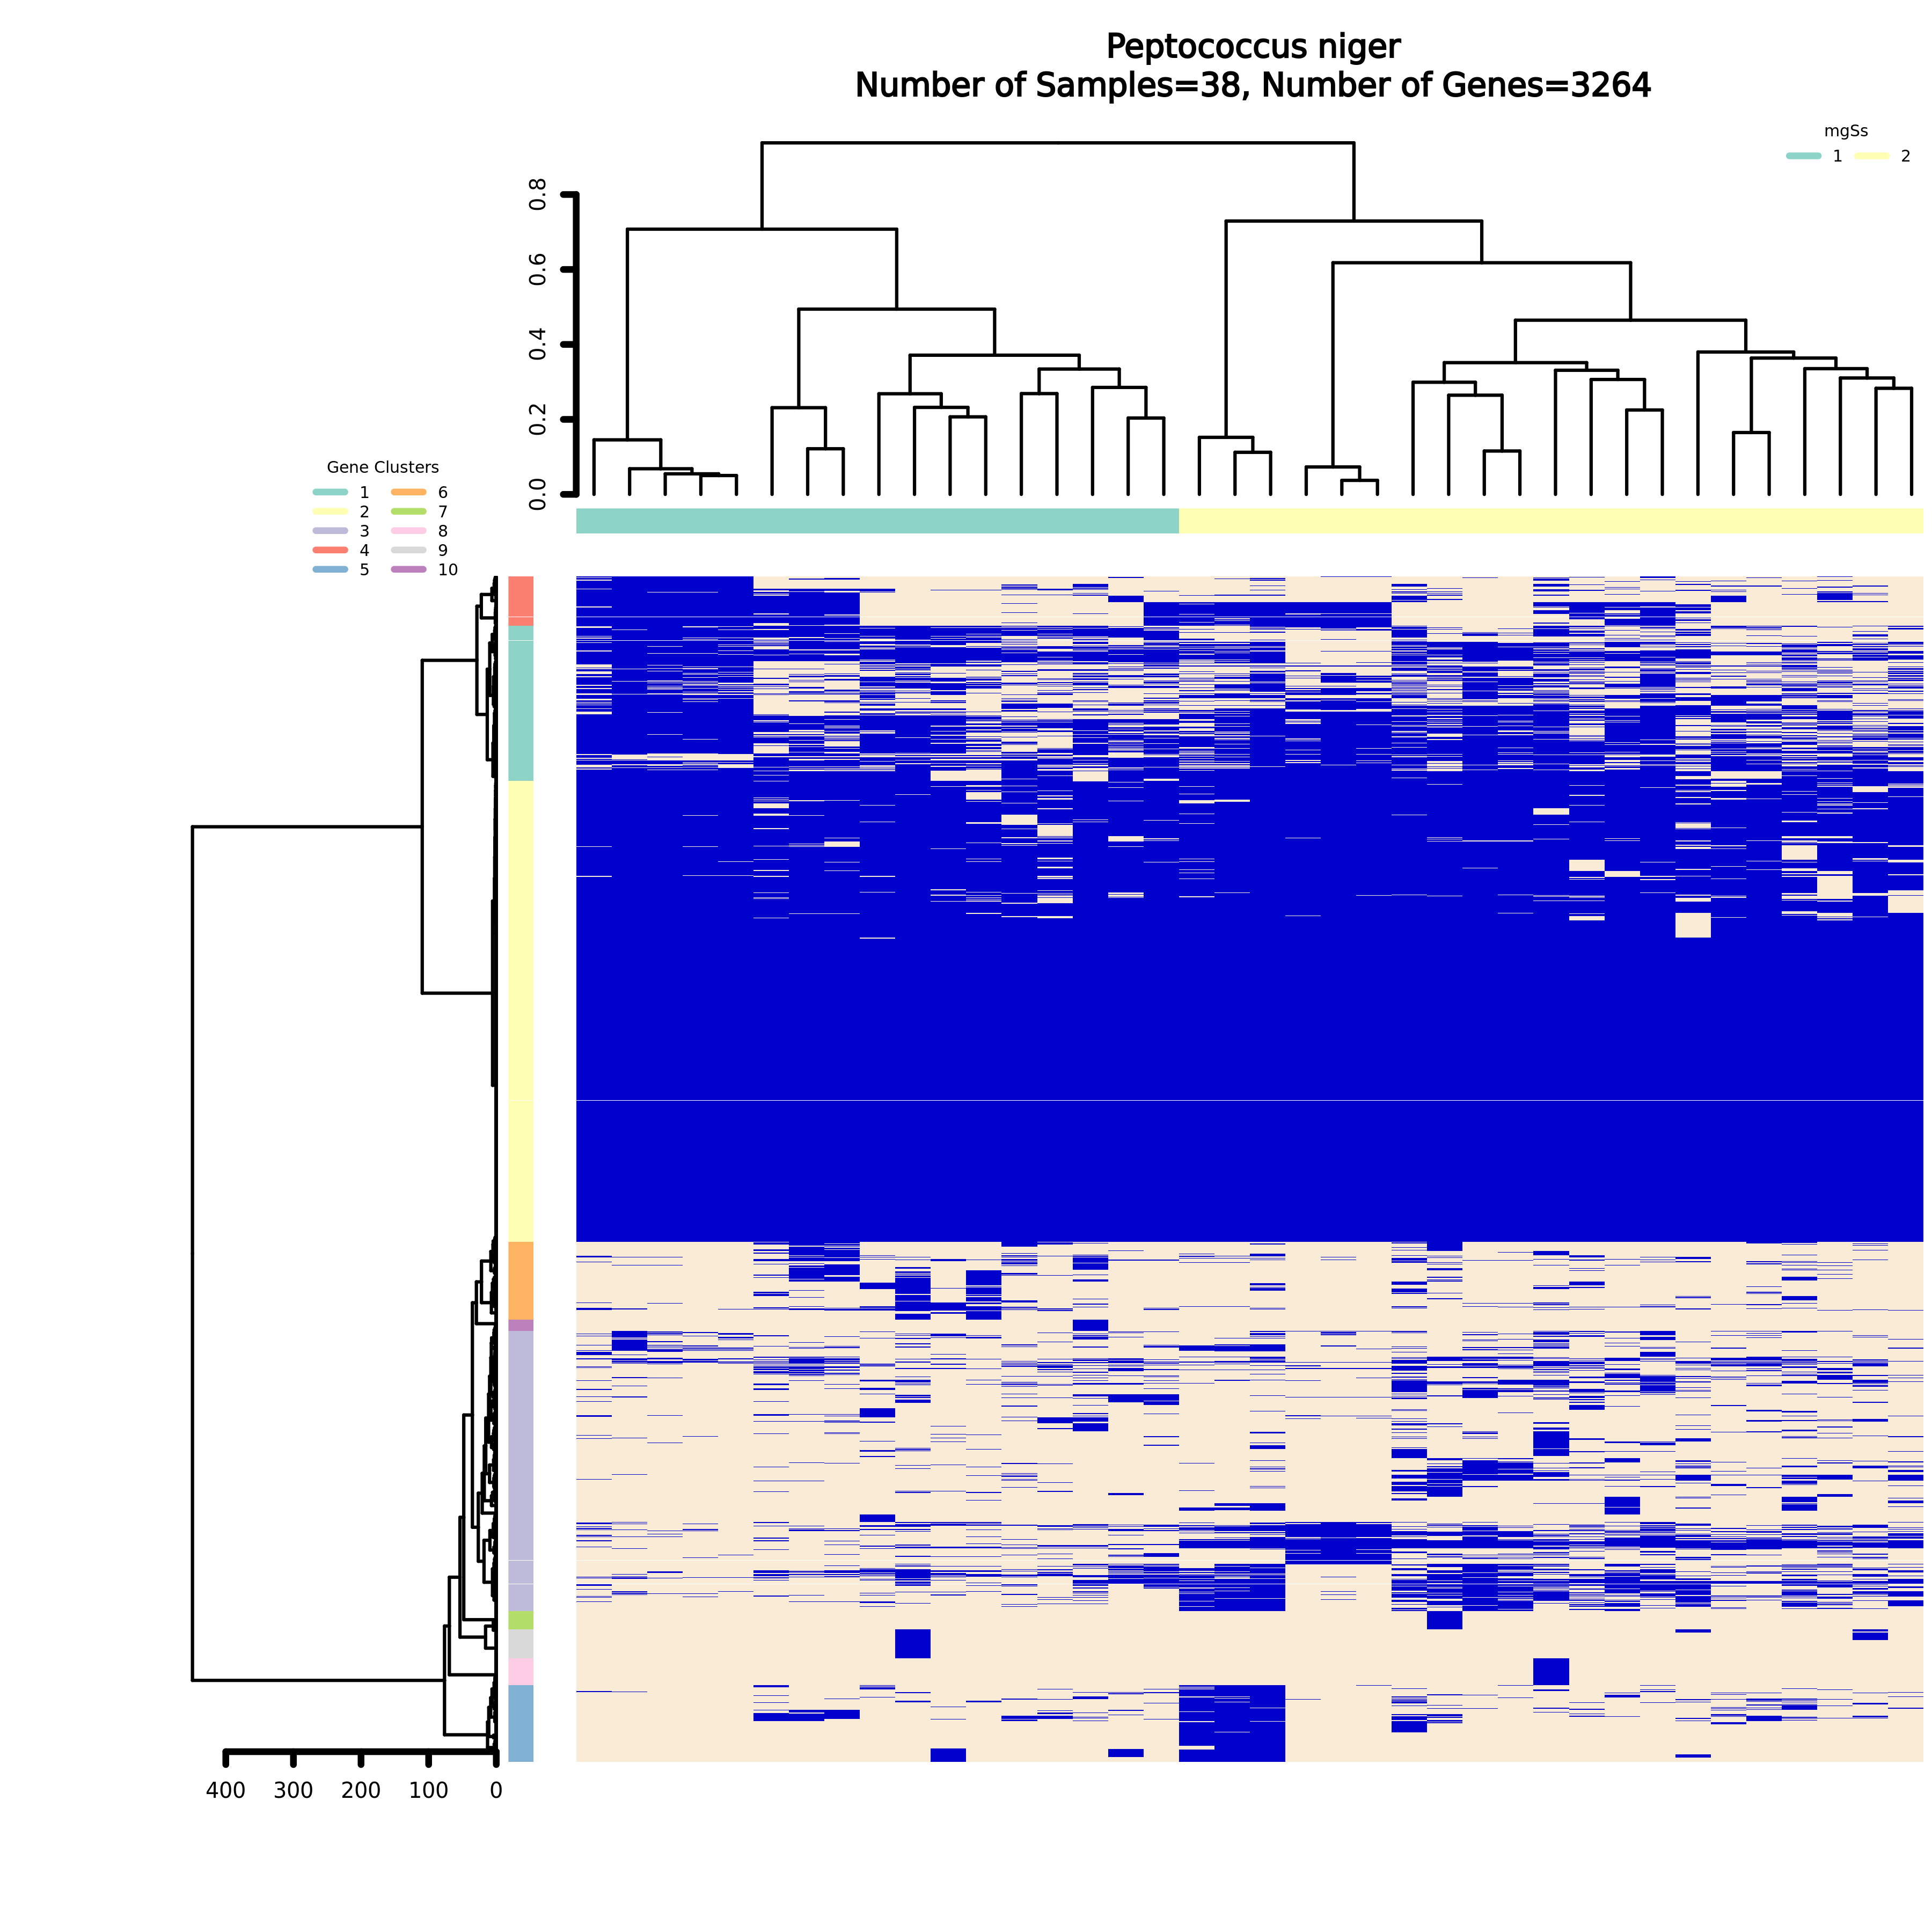 Peptococcus niger
Number of Samples=38, Number of Genes=3264
mgSs
1 2
0.8
0.6
0.4
0.2
0.0
Gene Clusters
1 6
2 7
3 8
4 9
5 10
400 300 200 100 0